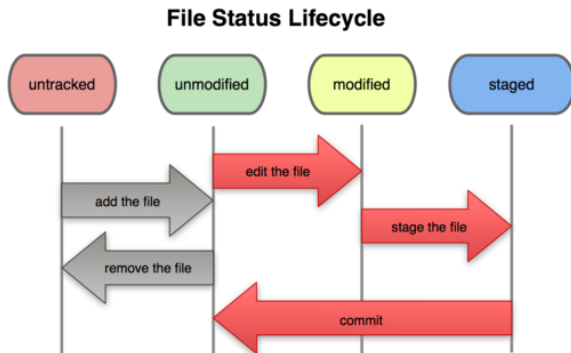 File Status Lifecycle
untracked unmodified modified staged
edit the file
add the file
stage the file
remove the file
commit